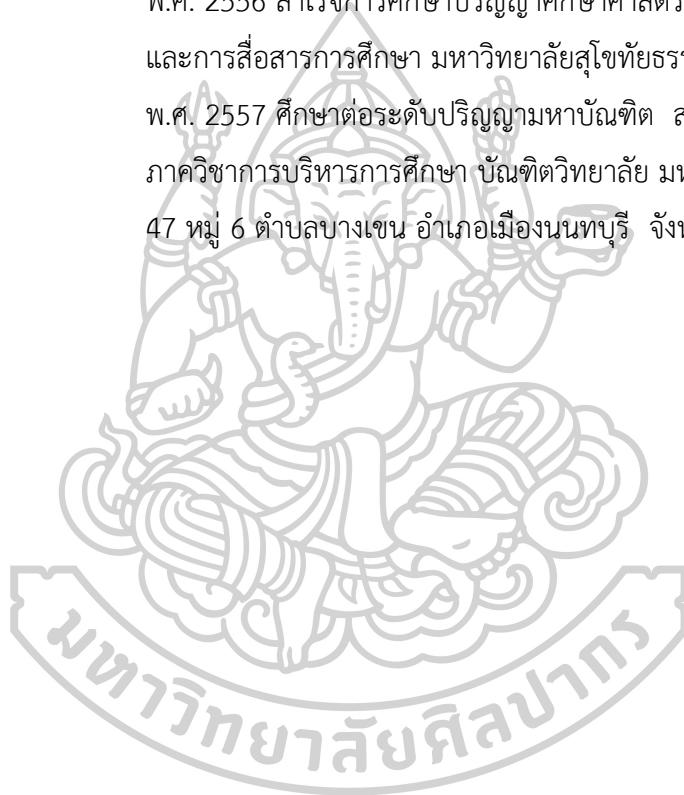 พ.ศ. 2556 สำเร็จการศึกษาปริญญาศึกษาศาสตร
และการสื่อสารการศึกษา มหาวิทยาลัยสุโขทัยธรร
พ.ศ. 2557 ศึกษาต่อระดับปริญญามหาบัณฑิต ส
ภาควิชาการบริหารการศึกษา บัณฑิตวิทยาลัย มห
47 หมู่ 6 ตำบลบางเขน อำเภอเมืองนนทบุรี จังห
มหาวิทยาลัยศิลปากร